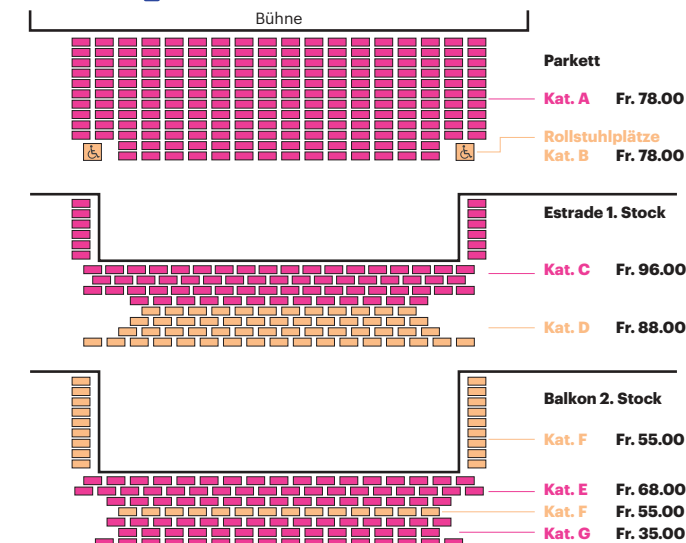 Bühne
Parkett
Kat. A Fr. 78.00
Rollstuhlplätze
Kat. B Fr. 78.00
Estrade 1. Stock
Kat. C Fr. 96.00
Kat. D Fr. 88.00
Balkon 2. Stock
Kat. F Fr. 55.00
Kat. E Fr. 68.00
Kat. F Fr. 55.00
Kat. G Fr. 35.00